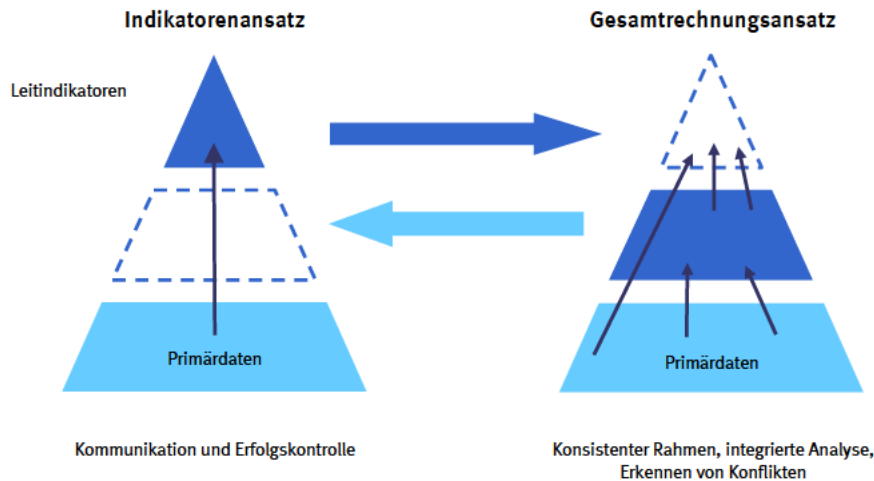 Indikatorenansatz
Gesamtrechnungsansatz
Leitindikatoren
Primärdaten
Primärdaten
Kommunikation und Erfolgskontrolle
Konsistenter Rahmen, integrierte Analyse,
Erkennen von Konflikten